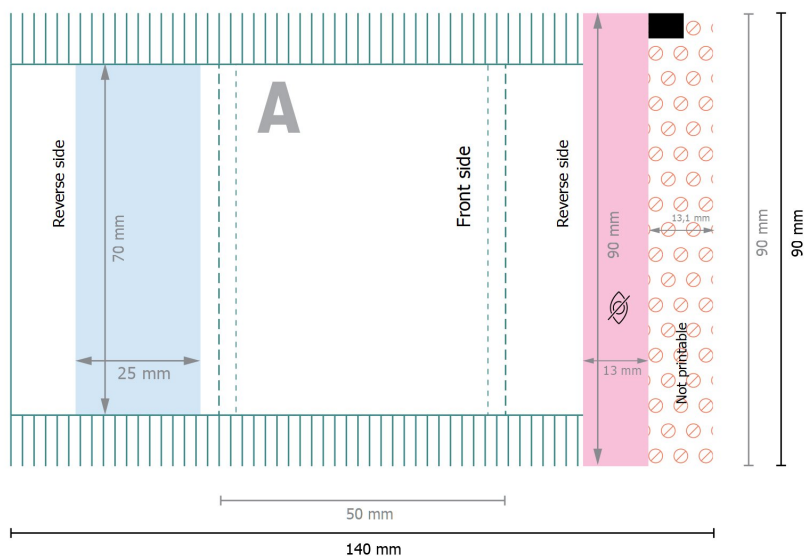 A
Reverse side
70 mm
25 mm
Front side
Reverse side
90 mm
13 mm
13,1 mm
Not printable
90 mm
90 mm
50 mm
140 mm